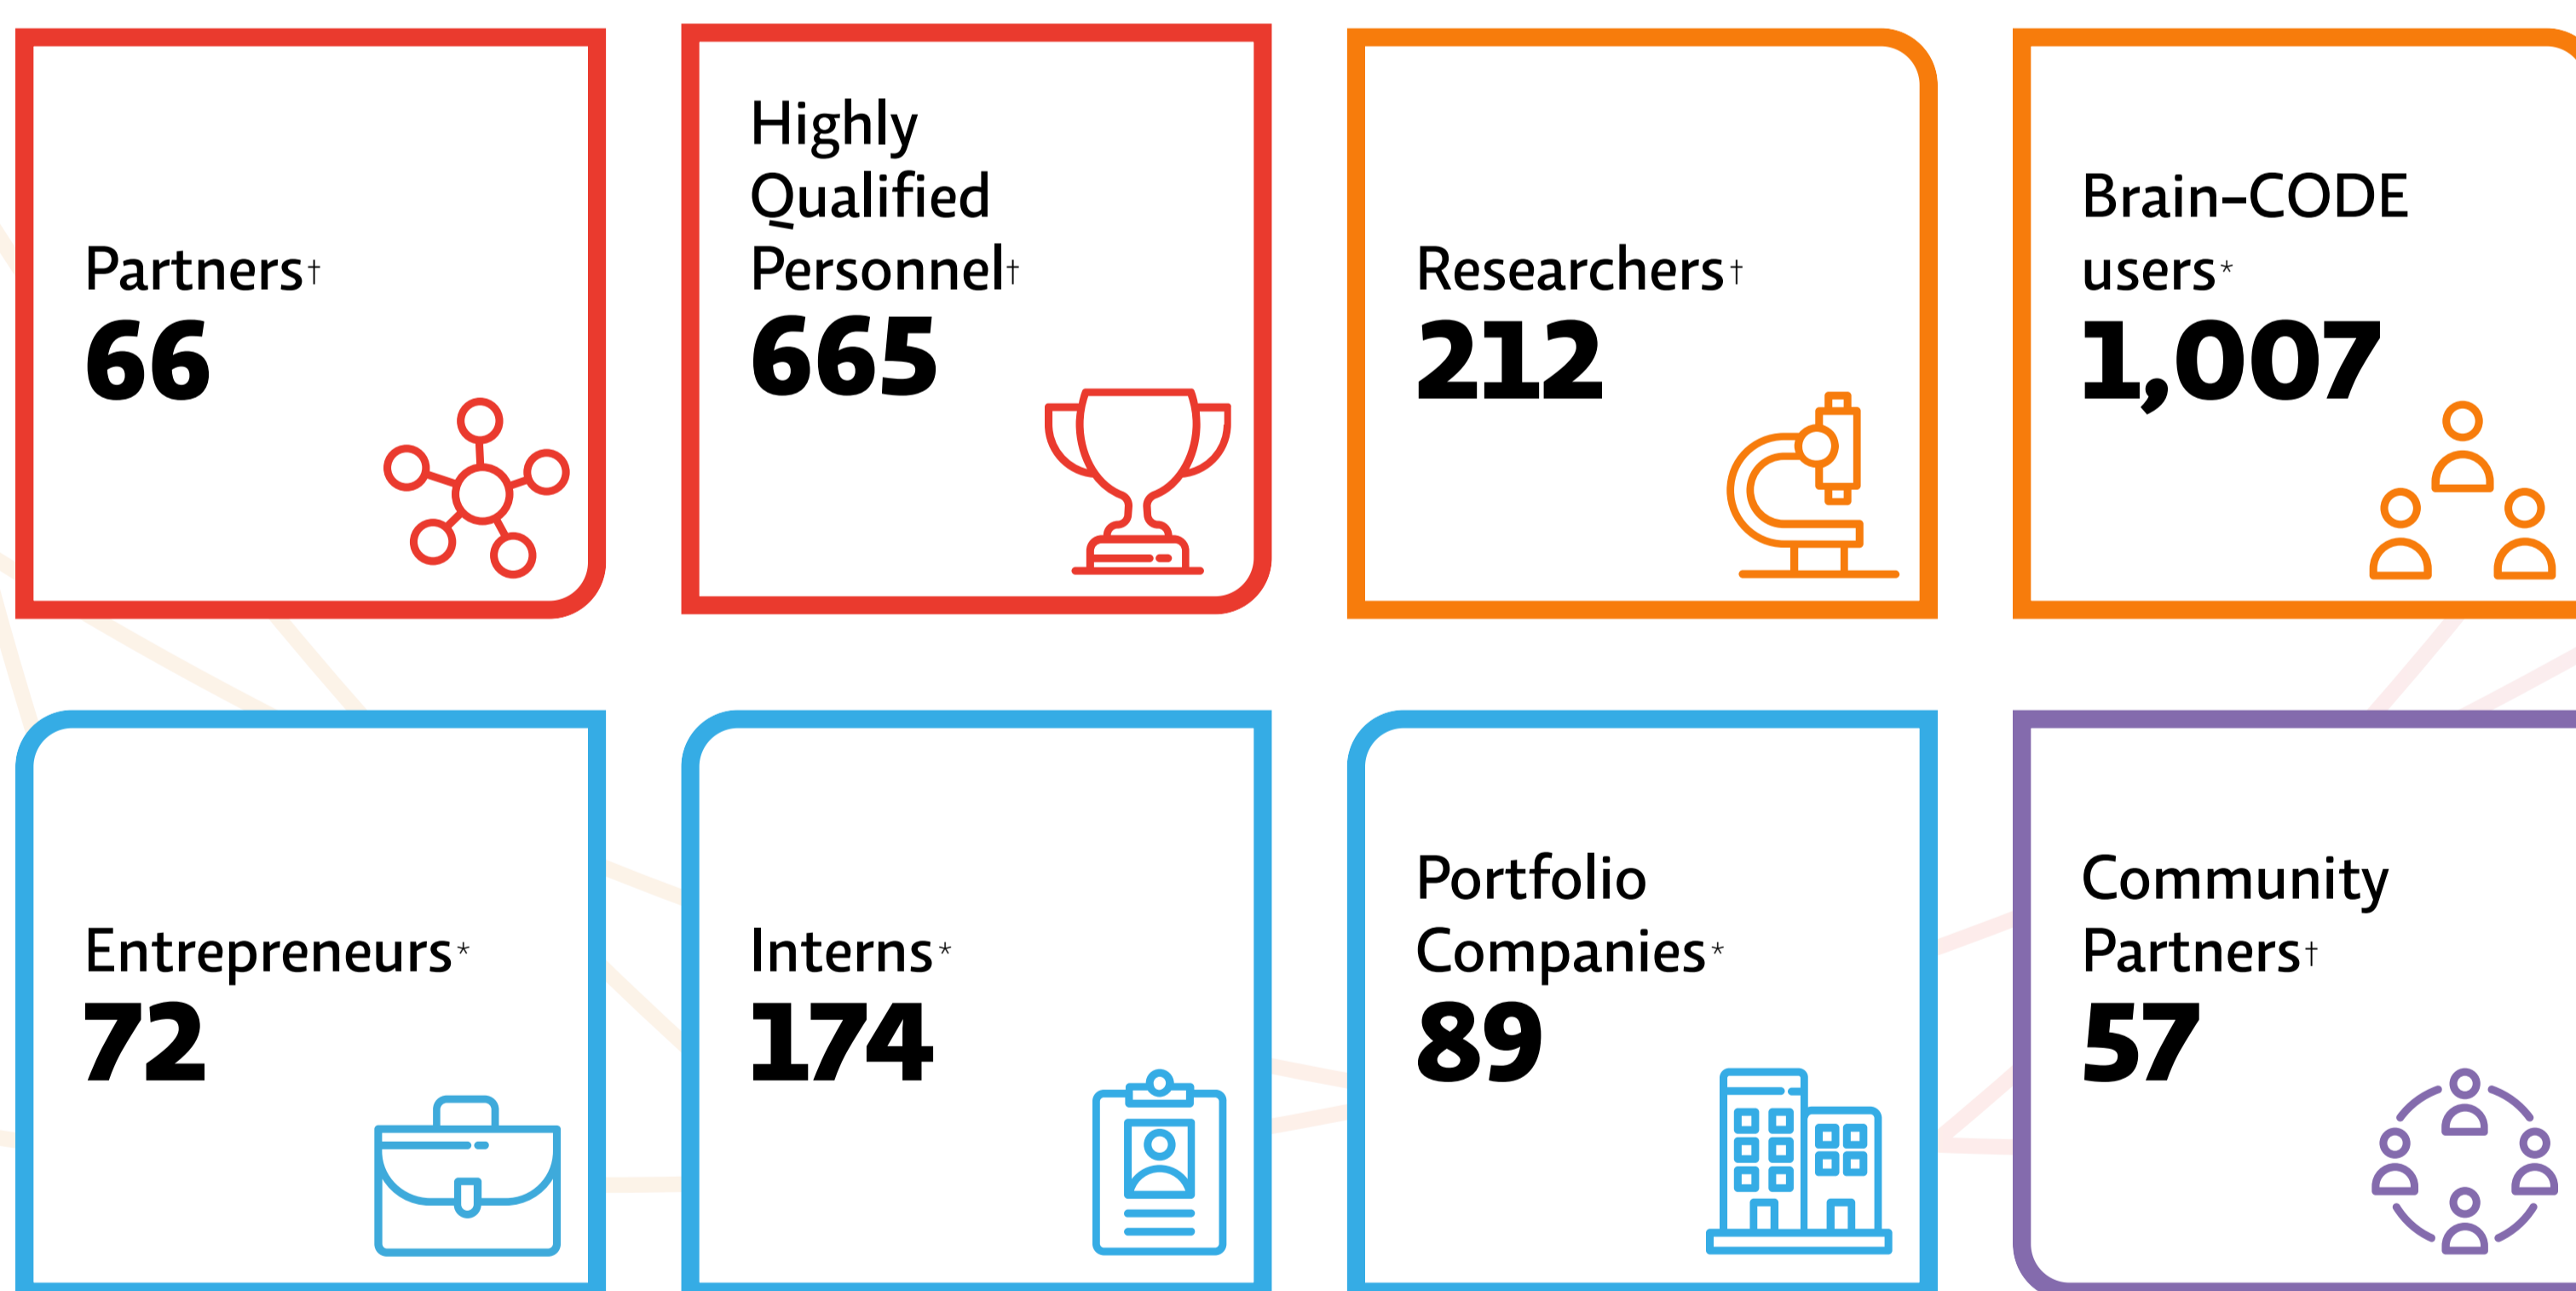 Partners†
66
Highly
Qualified
Personnel†
665
Researchers†
212
Brain-CODE
users*
1,007
Entrepreneurs*
72
Interns*
174
Portfolio
Companies*
89
Community
Partners†
57